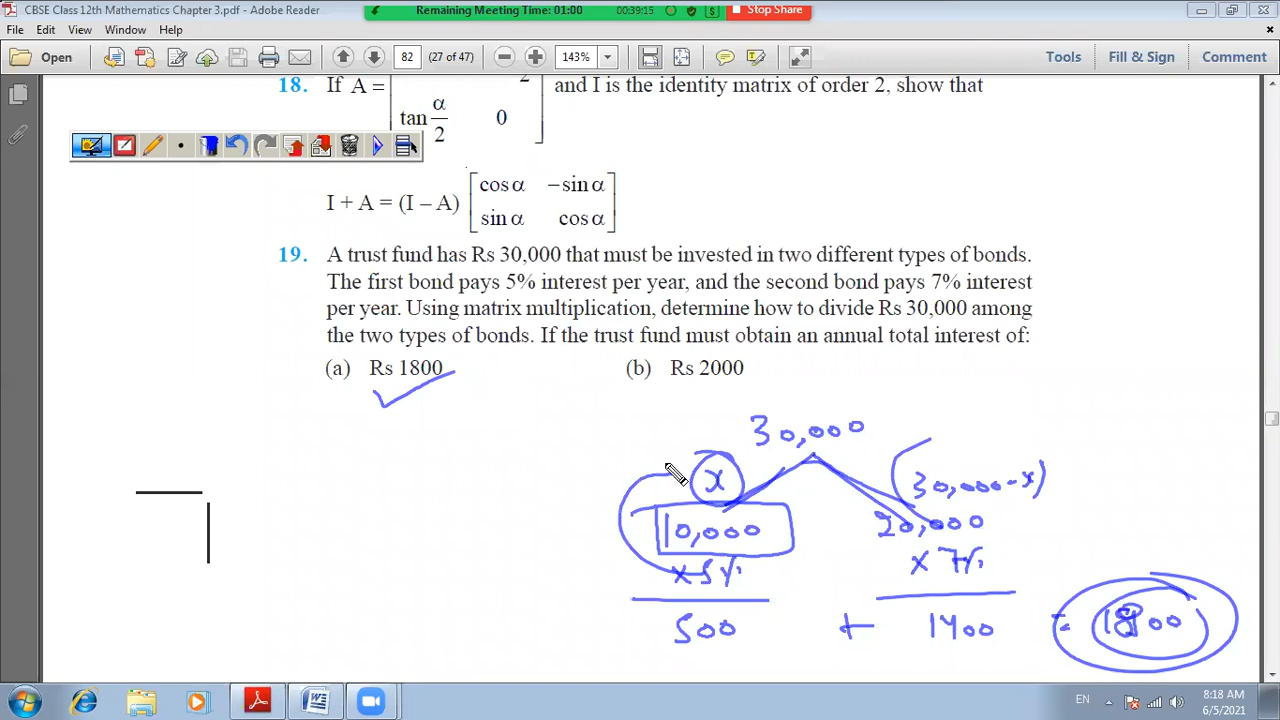 CBSE Class 12th Mathematics Chapter 3.pdf - Adobe Reader
Remaining Meeting Time: 01:00
00:39:15
Stop Share
File Edit View Window Help
Open
82
(27 of 47)
143%
Tools
Fill & Sign
Comment
18. If A = and I is the identity matrix of order 2, show that
2
tan α/2 0
I + A = (I – A) [cos α −sin α
sin α cos α]
19. A trust fund has Rs 30,000 that must be invested in two different types of bonds.
The first bond pays 5% interest per year, and the second bond pays 7% interest
per year. Using matrix multiplication, determine how to divide Rs 30,000 among
the two types of bonds. If the trust fund must obtain an annual total interest of:
(a) Rs 1800 (b) Rs 2000
30,000
x (30,000-x)
10,000 20,000
x 5% x 7%
500 + 1400 =
EN
8:18 AM
6/5/2021